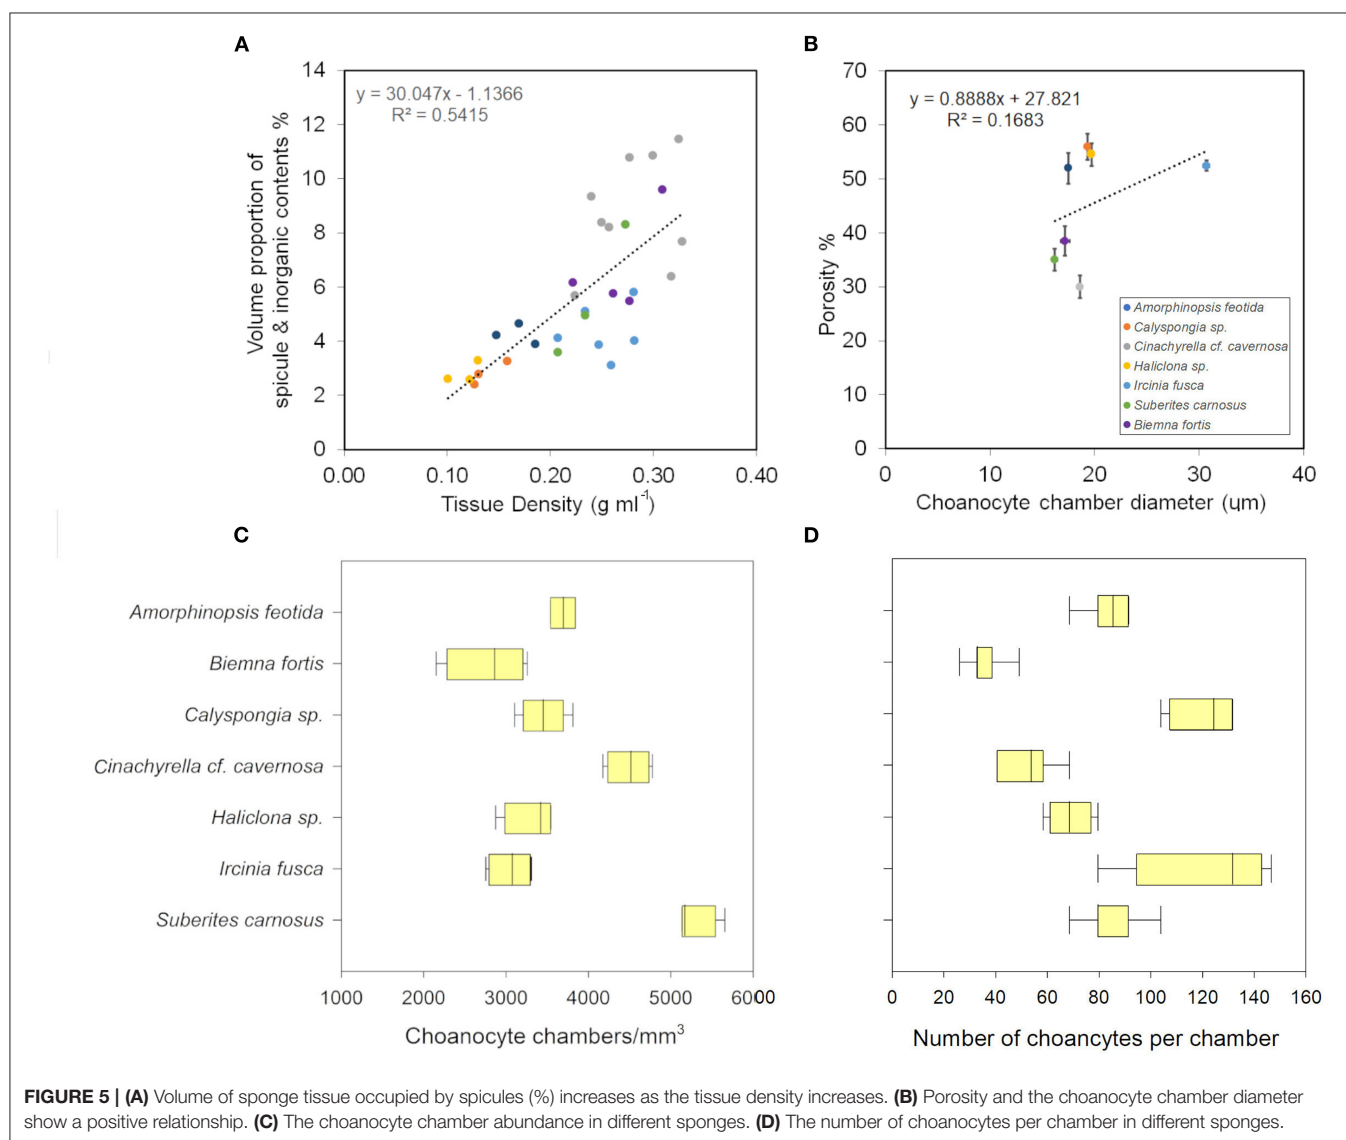 A
14
12
10
8
6
4
2
0
y = 30.047x - 1.1366
R² = 0.5415
Volume proportion of
spicule & inorganic contents %
0.00 0.10 0.20 0.30 0.40
Tissue Density (g ml⁻¹)
B
70
60
50
40
30
20
10
0
y = 0.8888x + 27.821
R² = 0.1683
Porosity %
Amorphinopsis feotida
Calyspongia sp.
Cinachyrella cf. cavernosa
Haliclona sp.
Ircinia fusca
Suberites carnosus
Biemna fortis
0 10 20 30 40
Choanocyte chamber diameter (um)
C
Amorphinopsis feotida
Biemna fortis
Calyspongia sp.
Cinachyrella cf. cavernosa
Haliclona sp.
Ircinia fusca
Suberites carnosus
1000 2000 3000 4000 5000 6000
Choanocyte chambers/mm³
D
0 20 40 60 80 100 120 140 160
Number of choancytes per chamber
FIGURE 5 | (A) Volume of sponge tissue occupied by spicules (%) increases as the tissue density increases. (B) Porosity and the choanocyte chamber diameter
show a positive relationship. (C) The choanocyte chamber abundance in different sponges. (D) The number of choanocytes per chamber in different sponges.